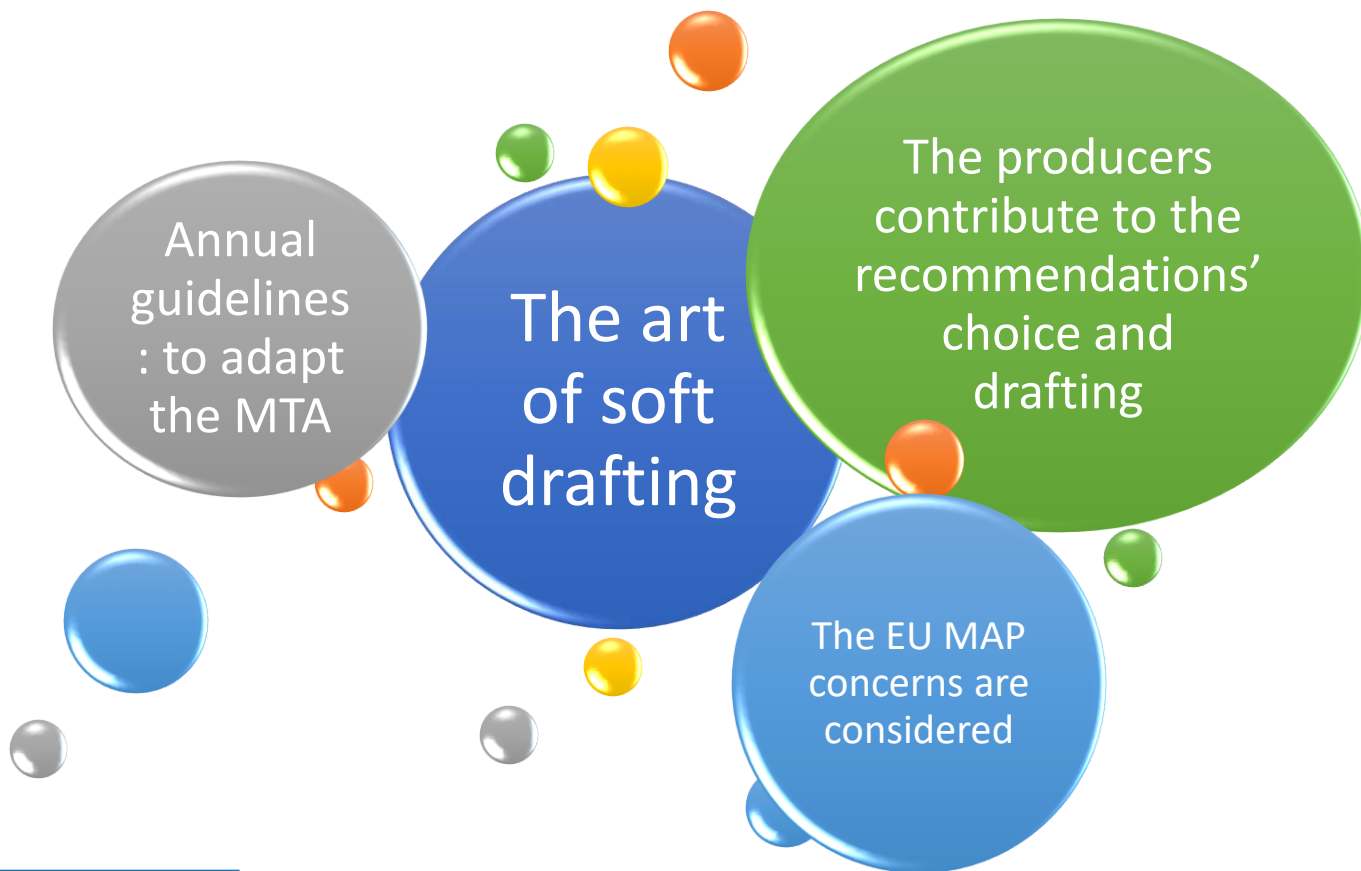 Annual
guidelines
: to adapt
the MTA
The art
of soft
drafting
The producers
contribute to the
recommendations’
choice and
drafting
The EU MAP
concerns are
considered